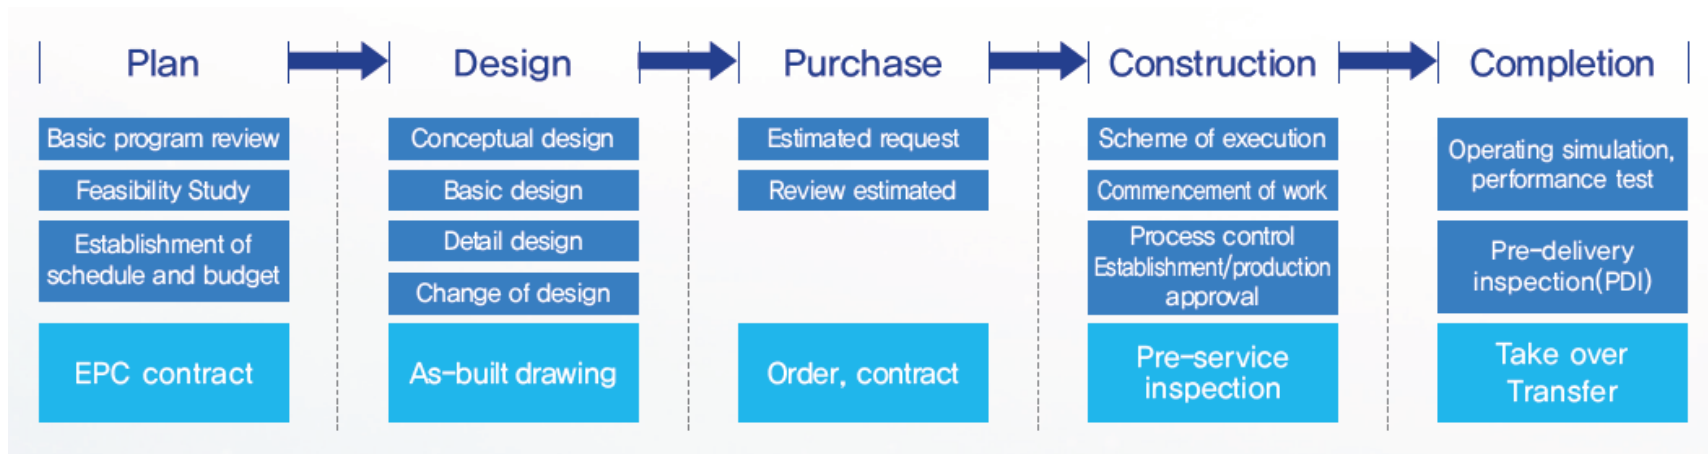 Plan
Design
Purchase
Construction
Completion
Basic program review
Feasibility Study
Establishment of
schedule and budget
EPC contract
Conceptual design
Basic design
Detail design
Change of design
As-built drawing
Estimated request
Review estimated
Order, contract
Scheme of execution
Commencement of work
Process control
Establishment/production
approval
Pre-service
inspection
Operating simulation,
performance test
Pre-delivery
inspection(PDI)
Take over
Transfer